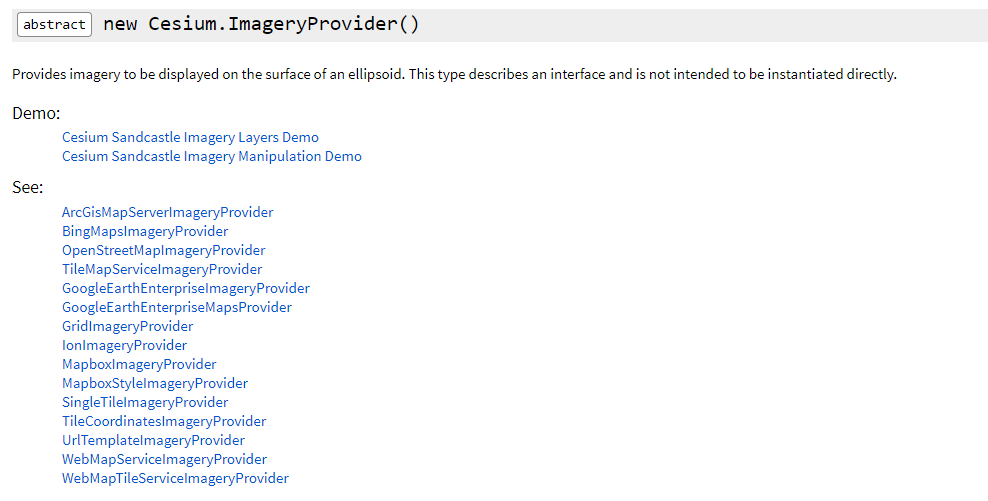 abstract new Cesium.ImageryProvider()
Provides imagery to be displayed on the surface of an ellipsoid. This type describes an interface and is not intended to be instantiated directly.
Demo:
Cesium Sandcastle Imagery Layers Demo
Cesium Sandcastle Imagery Manipulation Demo
See:
ArcGisMapServerImageryProvider
BingMapsImageryProvider
OpenStreetMapImageryProvider
TileMapServiceImageryProvider
GoogleEarthEnterpriseImageryProvider
GoogleEarthEnterpriseMapsProvider
GridImageryProvider
IonImageryProvider
MapboxImageryProvider
MapboxStyleImageryProvider
SingleTileImageryProvider
TileCoordinatesImageryProvider
UrlTemplateImageryProvider
WebMapServiceImageryProvider
WebMapTileServiceImageryProvider